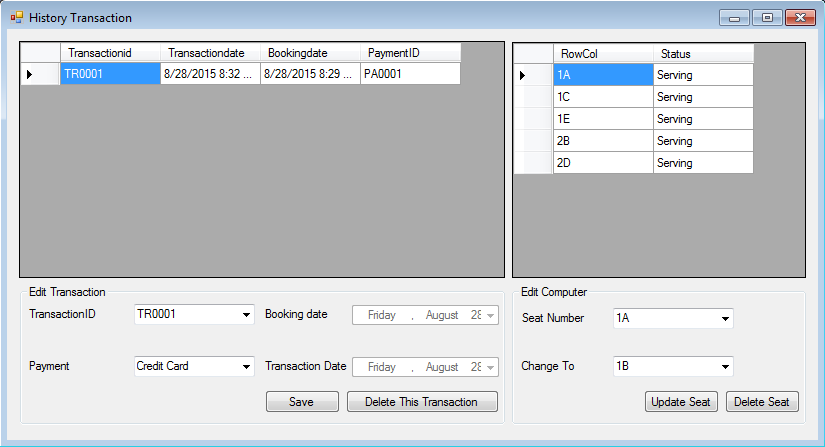 History Transaction
Transactionid Transactiondate Bookingdate PaymentID
TR0001 8/28/2015 8:32 ... 8/28/2015 8:29 ... PA0001
RowCol Status
1A Serving
1C Serving
1E Serving
2B Serving
2D Serving
Edit Transaction
TransactionID TR0001 Booking date Friday , August 28
Payment Credit Card Transaction Date Friday , August 28
Save Delete This Transaction
Edit Computer
Seat Number 1A
Change To 1B
Update Seat Delete Seat